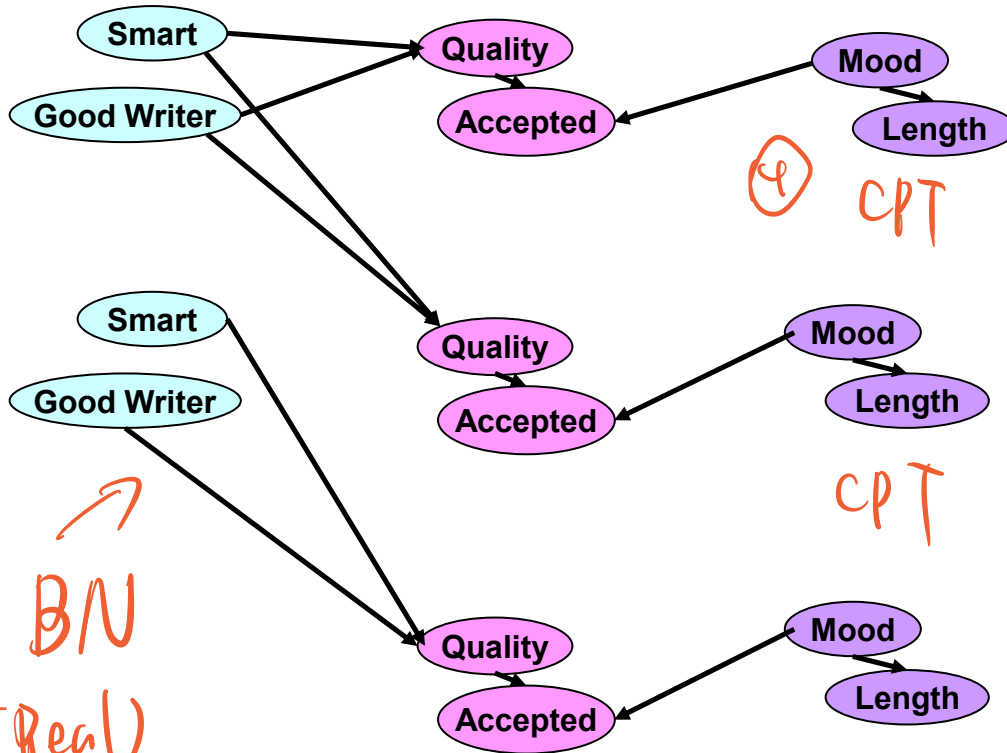 Smart
Quality
Mood
Good Writer
Accepted
Length
CPT
Smart
Quality
Mood
Good Writer
Accepted
Length
CPT
BN
Quality
Mood
Real)
Accepted
Length